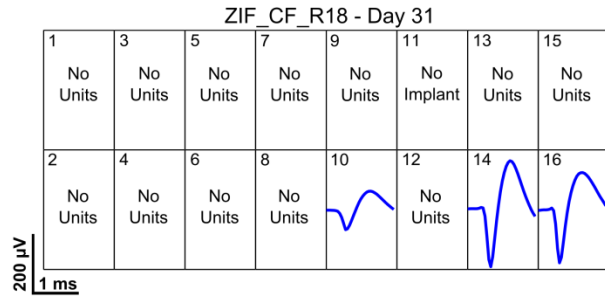 ZIF_CF_R18 - Day 31
1 3 5 7 9 11 13 15
No No No No No No No No
Units Units Units Units Units Implant Units Units
2 4 6 8 10 12 14 16
No No No No No
Units Units Units Units Units
200 µV
1 ms